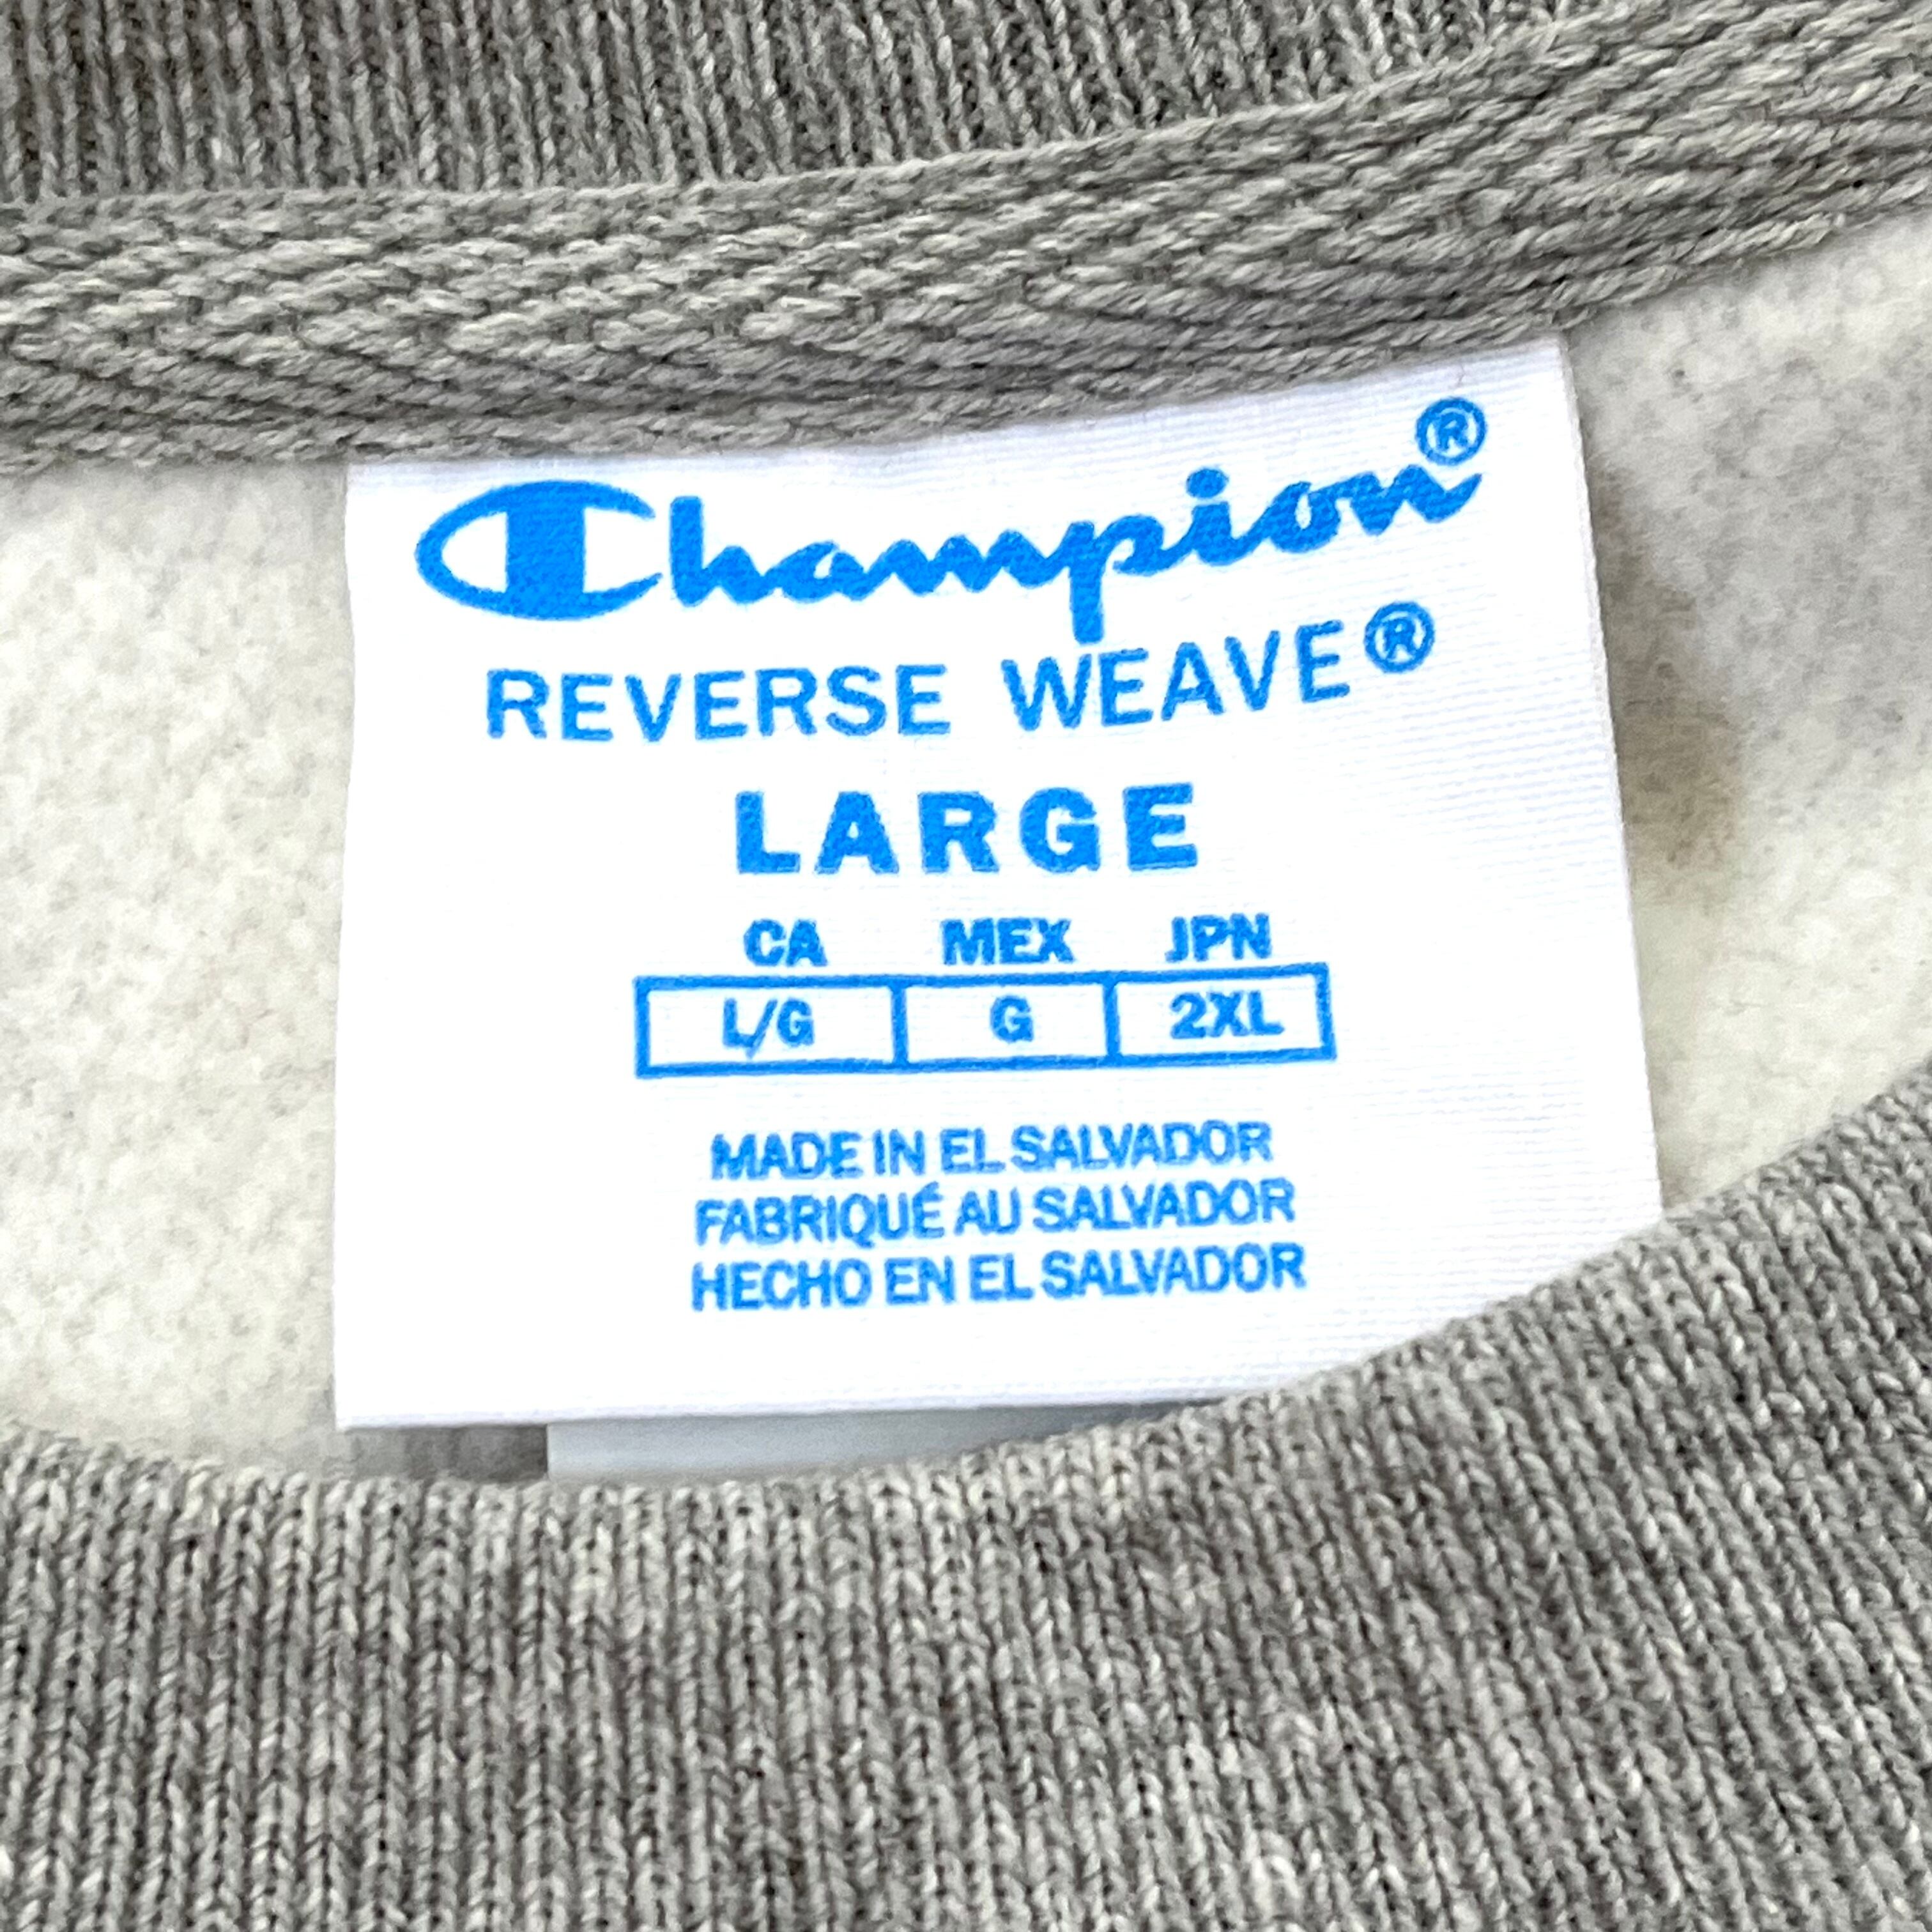 Champion®
REVERSE WEAVE®
LARGE
CA MEX JPN
L/G G 2XL
MADE IN EL SALVADOR
FABRIQUÉ AU SALVADOR
HECHO EN EL SALVADOR